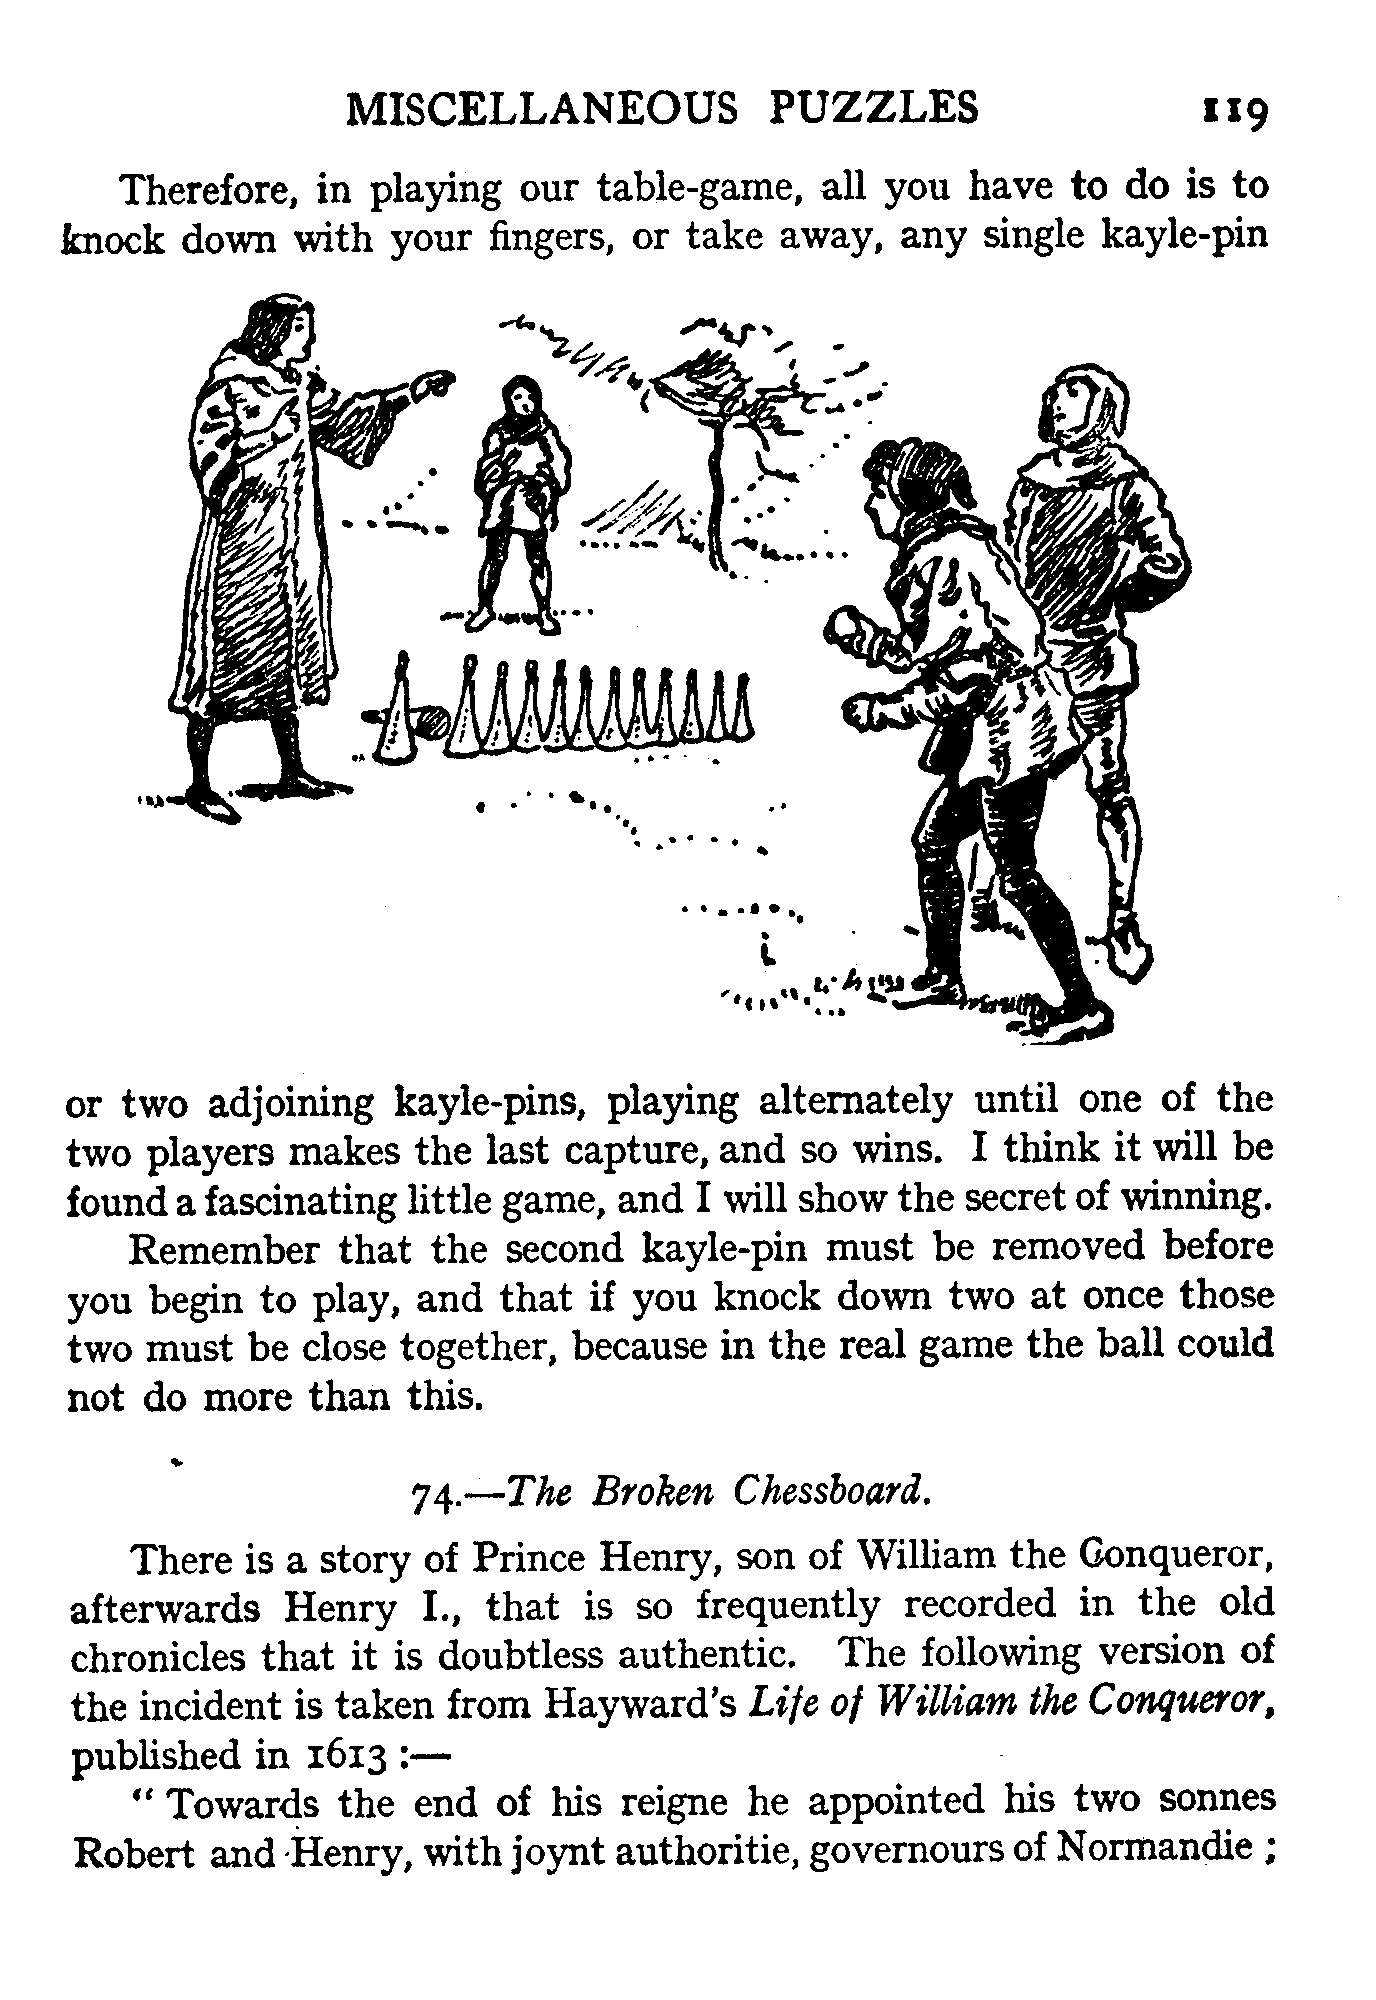 MISCELLANEOUS PUZZLES 119
Therefore, in playing our table-game, all you have to do is to
knock down with your fingers, or take away, any single kayle-pin
or two adjoining kayle-pins, playing alternately until one of the
two players makes the last capture, and so wins. I think it will be
found a fascinating little game, and I will show the secret of winning.
Remember that the second kayle-pin must be removed before
you begin to play, and that if you knock down two at once those
two must be close together, because in the real game the ball could
not do more than this.
74.—The Broken Chessboard.
There is a story of Prince Henry, son of William the Conqueror,
afterwards Henry I., that is so frequently recorded in the old
chronicles that it is doubtless authentic. The following version of
the incident is taken from Hayward's Life of William the Conqueror,
published in 1613 :—
“ Towards the end of his reigne he appointed his two sonnes
Robert and Henry, with joynt authoritie, governours of Normandie ;